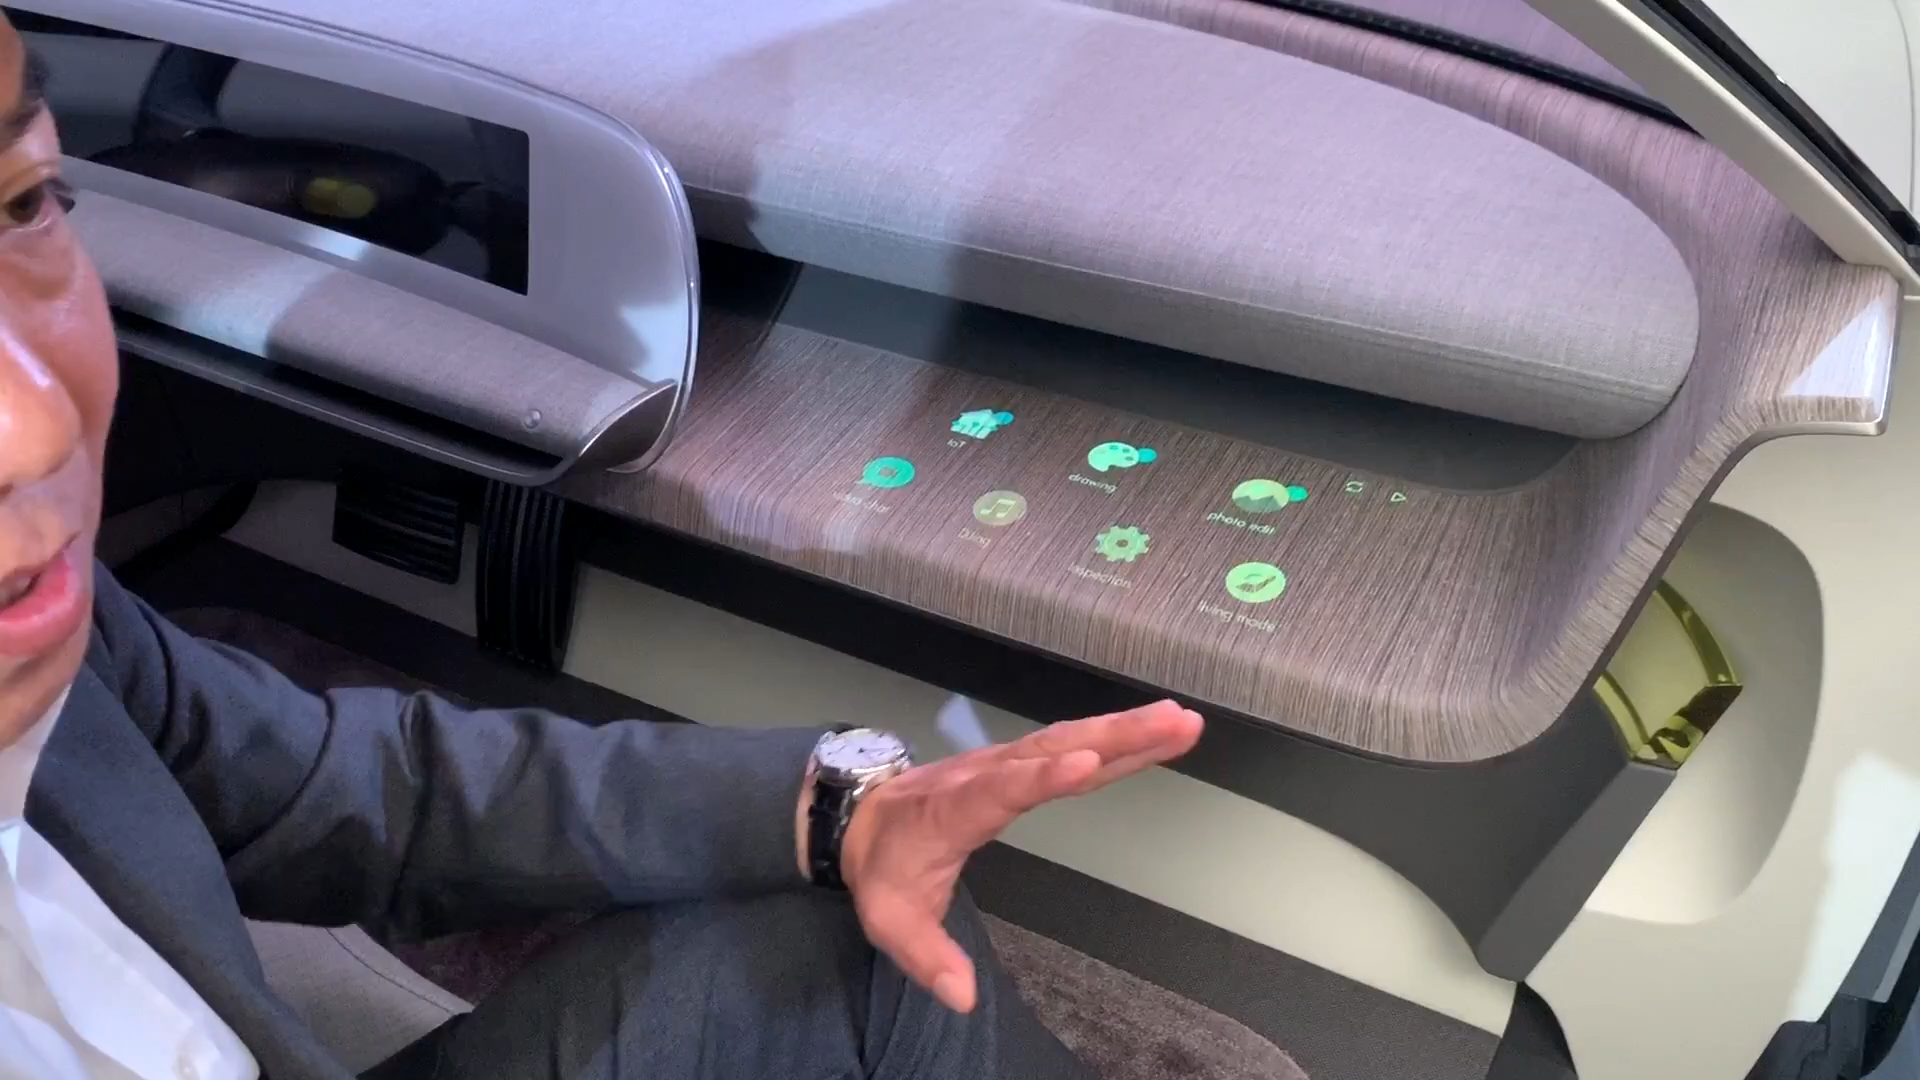 IoT
drawing
photo edit
video chat
DJing
inspection
living mode